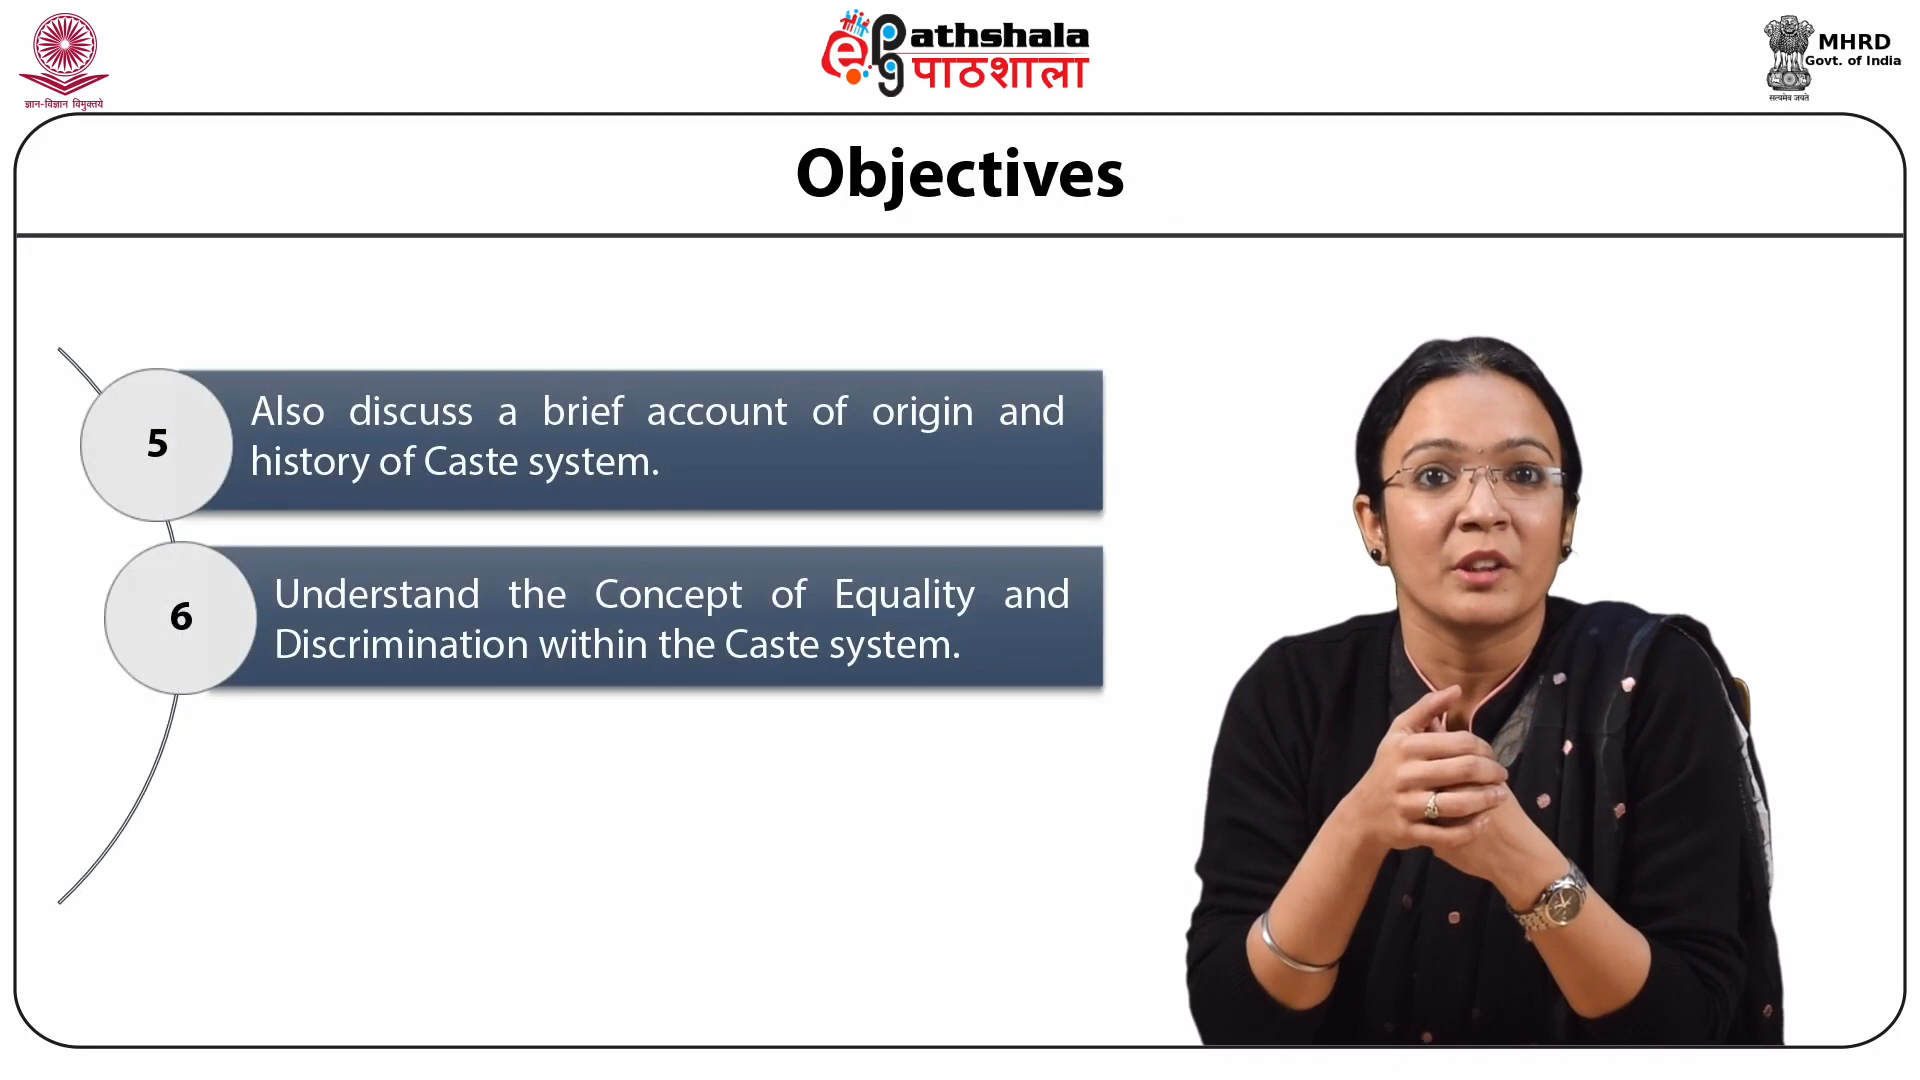 ज्ञान-विज्ञान विमुक्तये
ePathshala
पाठशाला
MHRD
Govt. of India
सत्यमेव जयते
Objectives
5
Also discuss a brief account of origin and
history of Caste system.
6
Understand the Concept of Equality and
Discrimination within the Caste system.